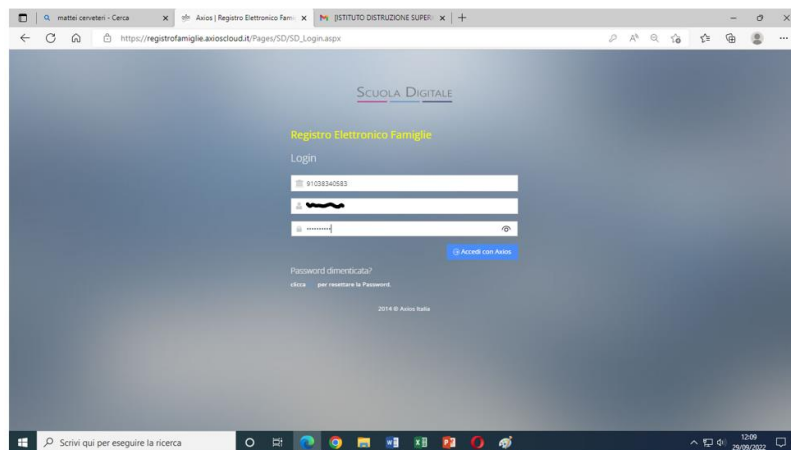 mattei cerveteri - Cerca
Axios | Registro Elettronico Fami
[ISTITUTO DISTRUZIONE SUPER
https://registrofamiglie.axioscloud.it/Pages/SD/SD_Login.aspx
SCUOLA DIGITALE
Registro Elettronico Famiglie
Login
91038340583
Accedi con Axios
Password dimenticata?
clicca per resettare la Password.
2014 © Axios Italia
Scrivi qui per eseguire la ricerca
12:09
29/09/2022